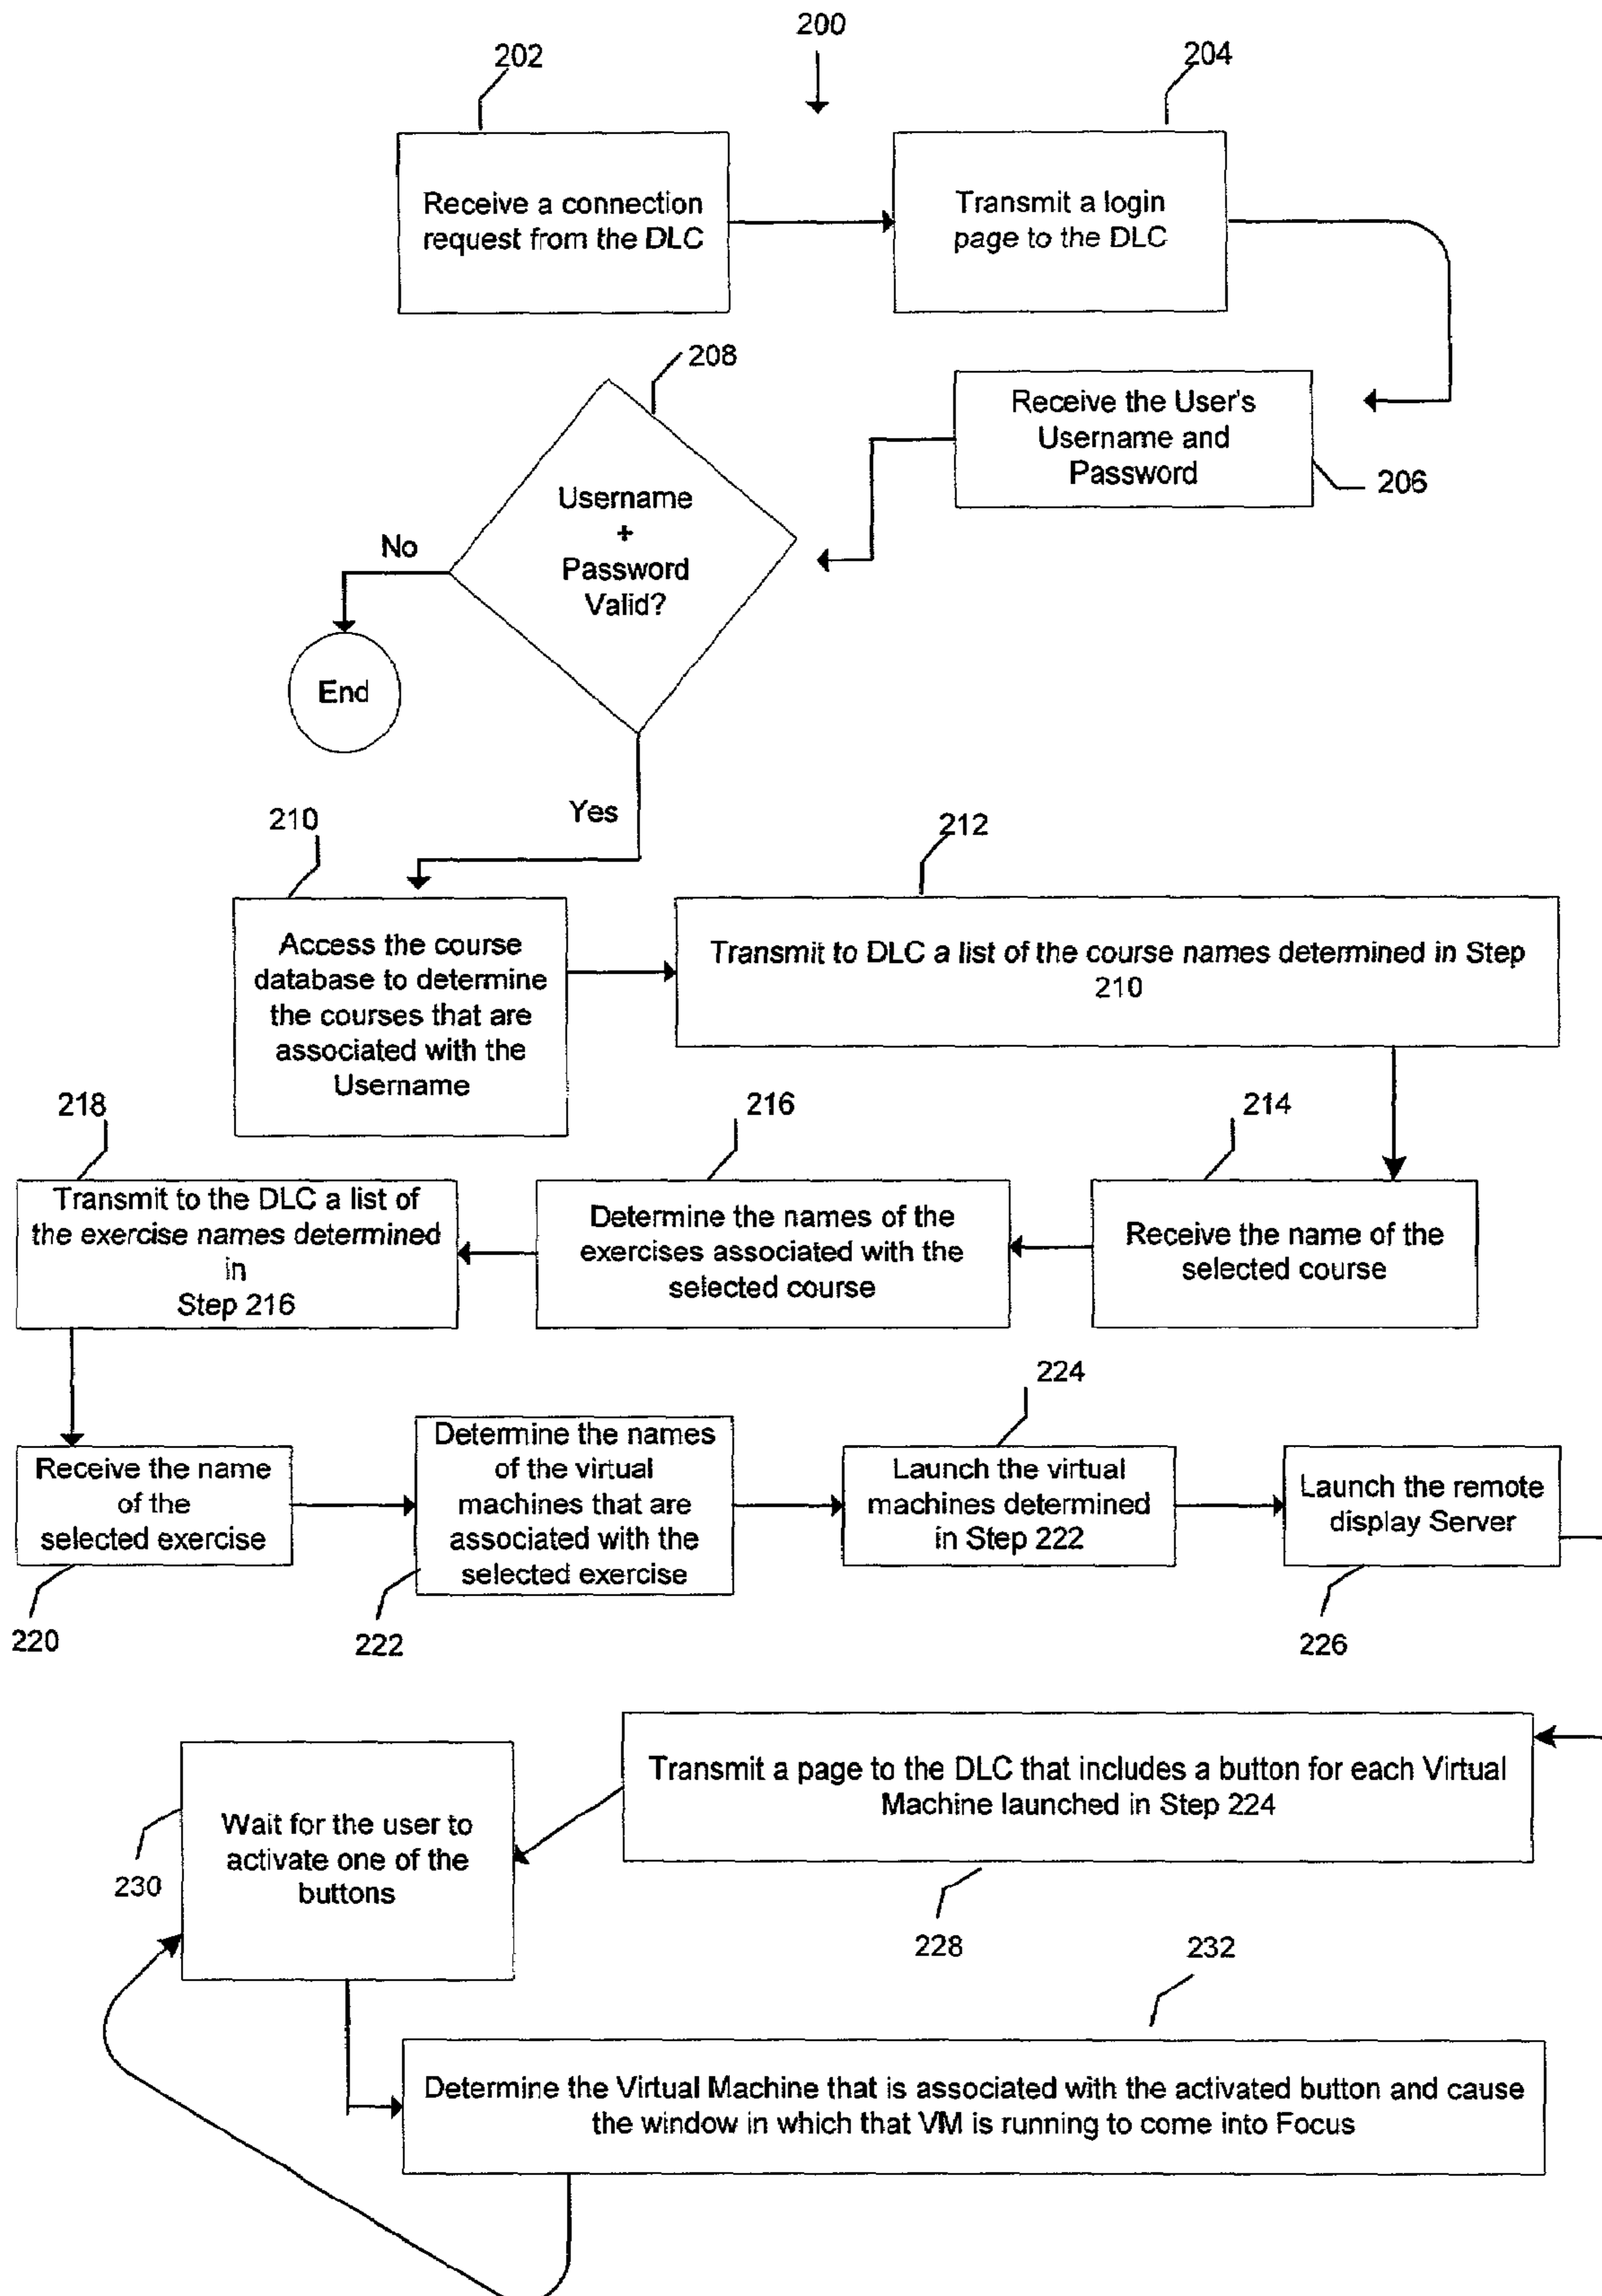 200
202
204
Receive a connection
request from the DLC
Transmit a login
page to the DLC
208
Receive the User's
Username and
Password
206
Username
+
Password
Valid?
No
End
Yes
210
212
Access the course
database to determine
the courses that are
associated with the
Username
Transmit to DLC a list of the course names determined in Step
210
218
216
214
Transmit to the DLC a list of
the exercise names determined
in
Step 216
Determine the names of the
exercises associated with the
selected course
Receive the name of the
selected course
224
Receive the name
of the
selected exercise
Determine the names
of the virtual
machines that are
associated with the
selected exercise
Launch the virtual
machines determined
in Step 222
Launch the remote
display Server
220
222
226
Transmit a page to the DLC that includes a button for each Virtual
Machine launched in Step 224
Wait for the user to
activate one of the
buttons
230
228
232
Determine the Virtual Machine that is associated with the activated button and cause
the window in which that VM is running to come into Focus